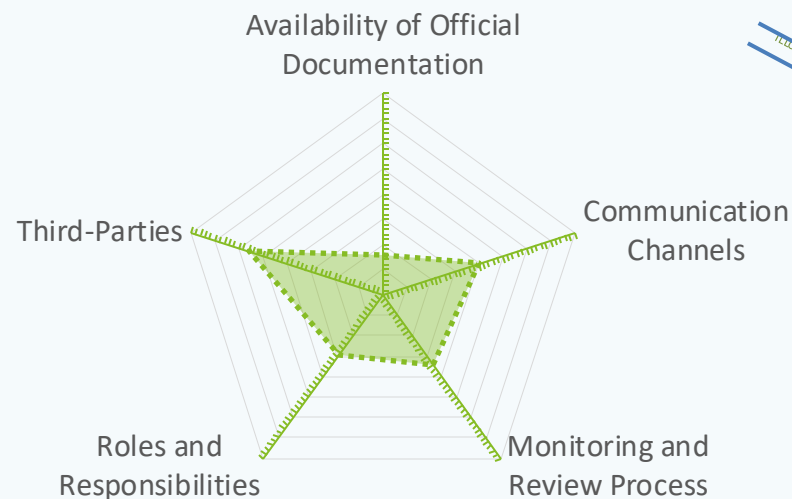 Availability of Official
Documentation
Communication
Channels
Third-Parties
Roles and
Responsibilities
Monitoring and
Review Process